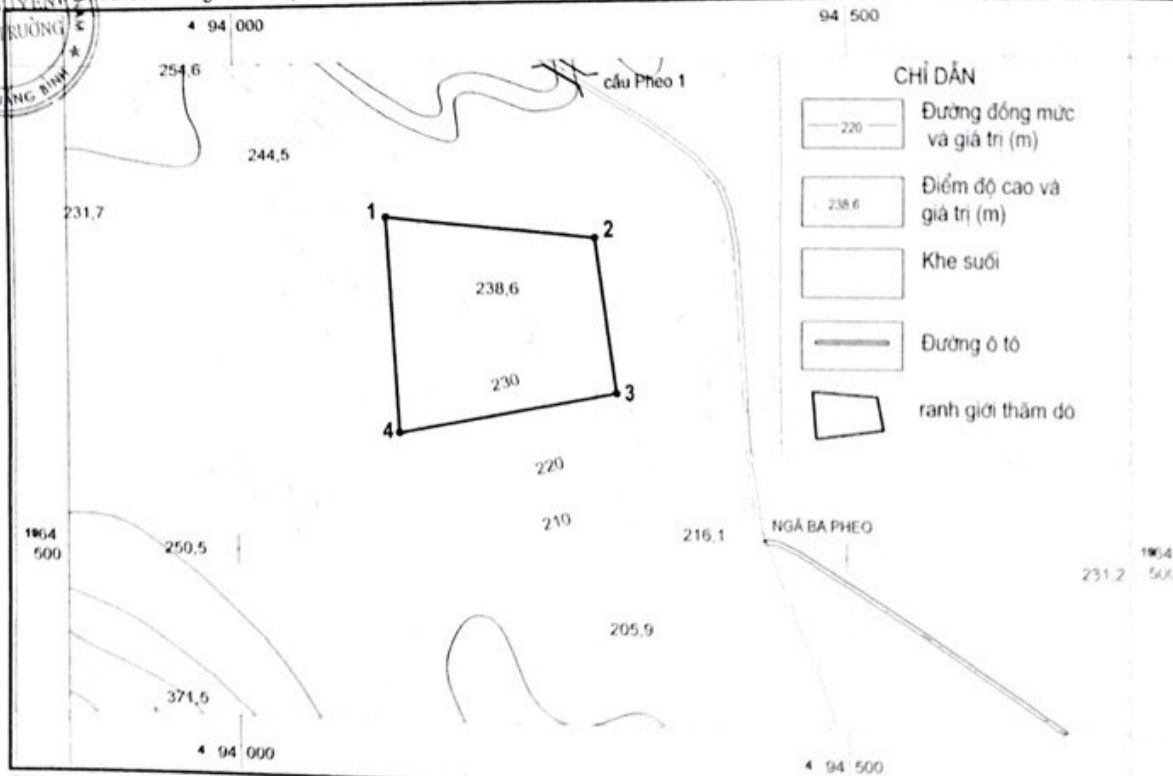 RUỜNG
4 94 000
94 500
254,6
cầu Pheo 1
CHỈ DẪN
244,5
220
Đường đồng mức
và giá trị (m)
231,7
1
2
238,6
Điểm độ cao và
giá trị (m)
238,6
Khe suối
230
3
Đường ô tô
4
ranh giới thăm dò
220
210
216,1
NGÃ BA PHEO
1964
500
250,5
1964
231,2
205,9
371,5
4 94 000
4 94 500